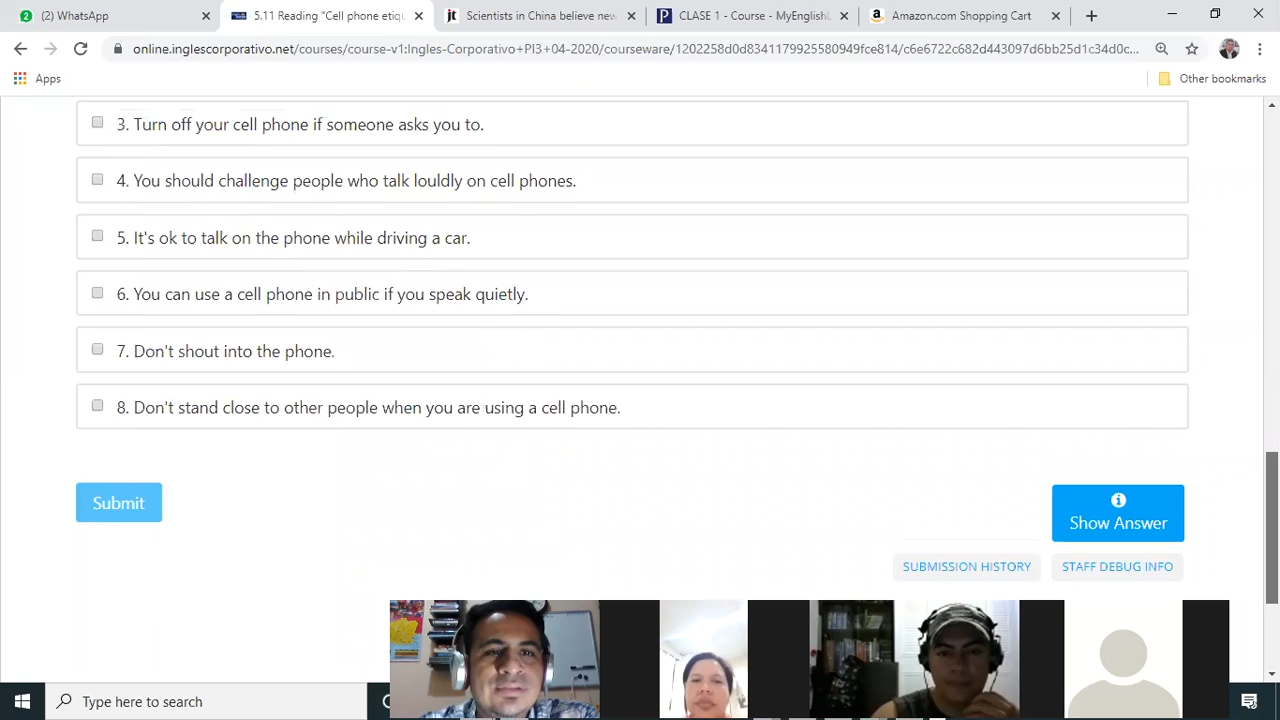 (2) WhatsApp
5.11 Reading "Cell phone etiqu
Scientists in China believe new
CLASE 1 - Course - MyEnglishL
Amazon.com Shopping Cart
online.inglescorporativo.net/courses/course-v1:Ingles-Corporativo+PI3+04-2020/courseware/1202258d0d8341179925580949fce814/c6e6722c682d443097d6bb25d1c34d0c...
Apps
Other bookmarks
3. Turn off your cell phone if someone asks you to.
4. You should challenge people who talk louldly on cell phones.
5. It's ok to talk on the phone while driving a car.
6. You can use a cell phone in public if you speak quietly.
7. Don't shout into the phone.
8. Don't stand close to other people when you are using a cell phone.
Submit
Show Answer
SUBMISSION HISTORY
STAFF DEBUG INFO
Type here to search